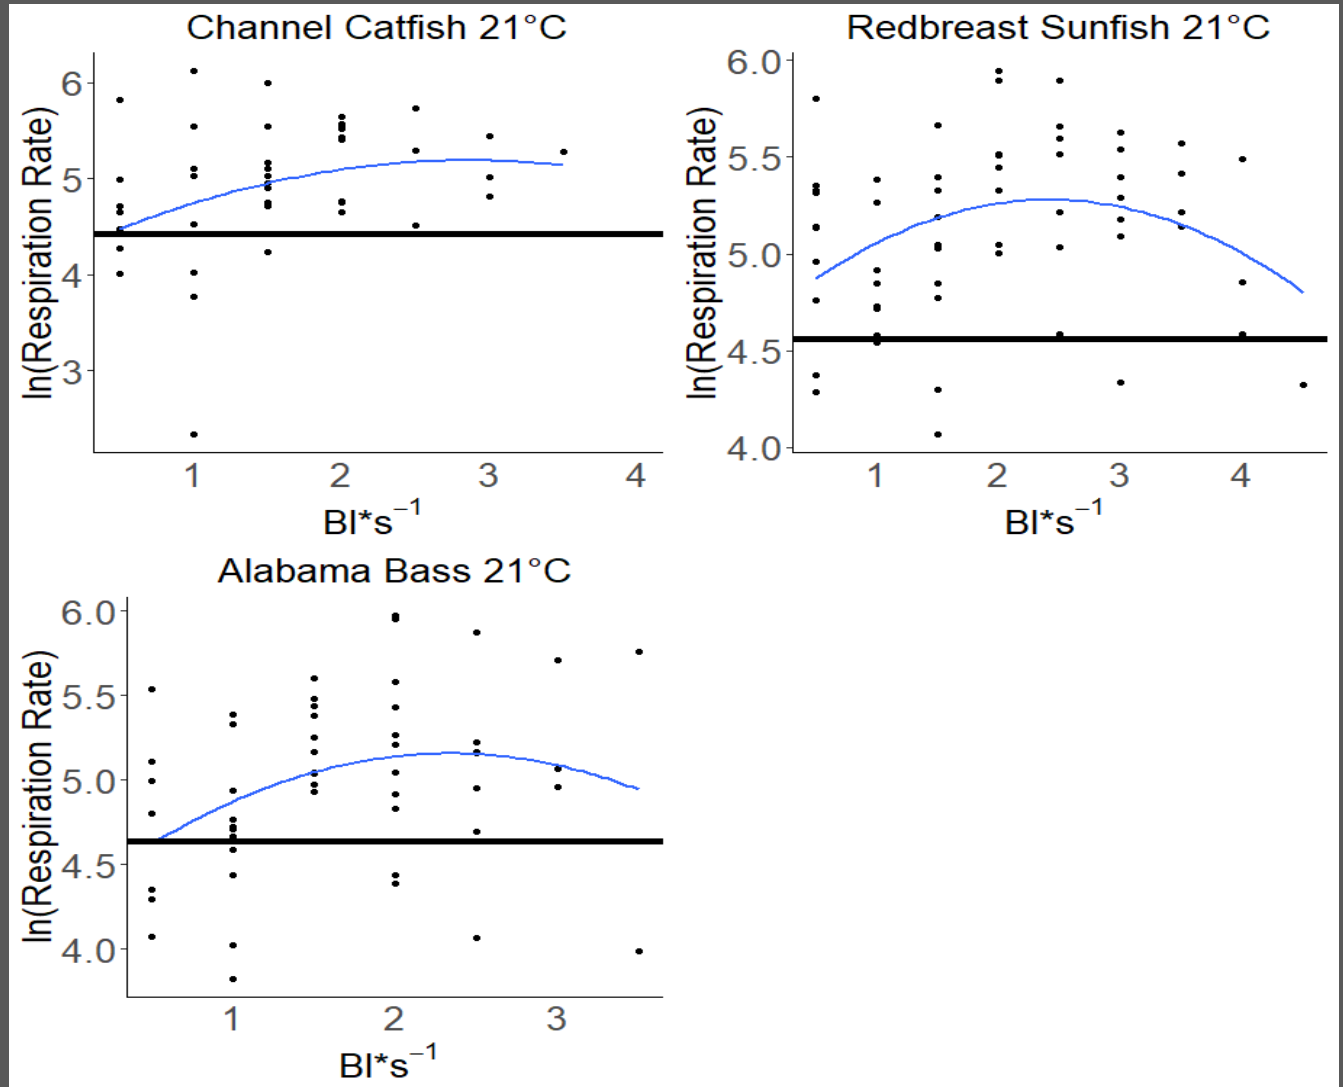 Channel Catfish 21°C
ln(Respiration Rate)
6
5
4
3
1 2 3 4
Bl*s⁻¹
Redbreast Sunfish 21°C
ln(Respiration Rate)
6.0
5.5
5.0
4.5
4.0
1 2 3 4
Bl*s⁻¹
Alabama Bass 21°C
ln(Respiration Rate)
6.0
5.5
5.0
4.5
4.0
1 2 3
Bl*s⁻¹